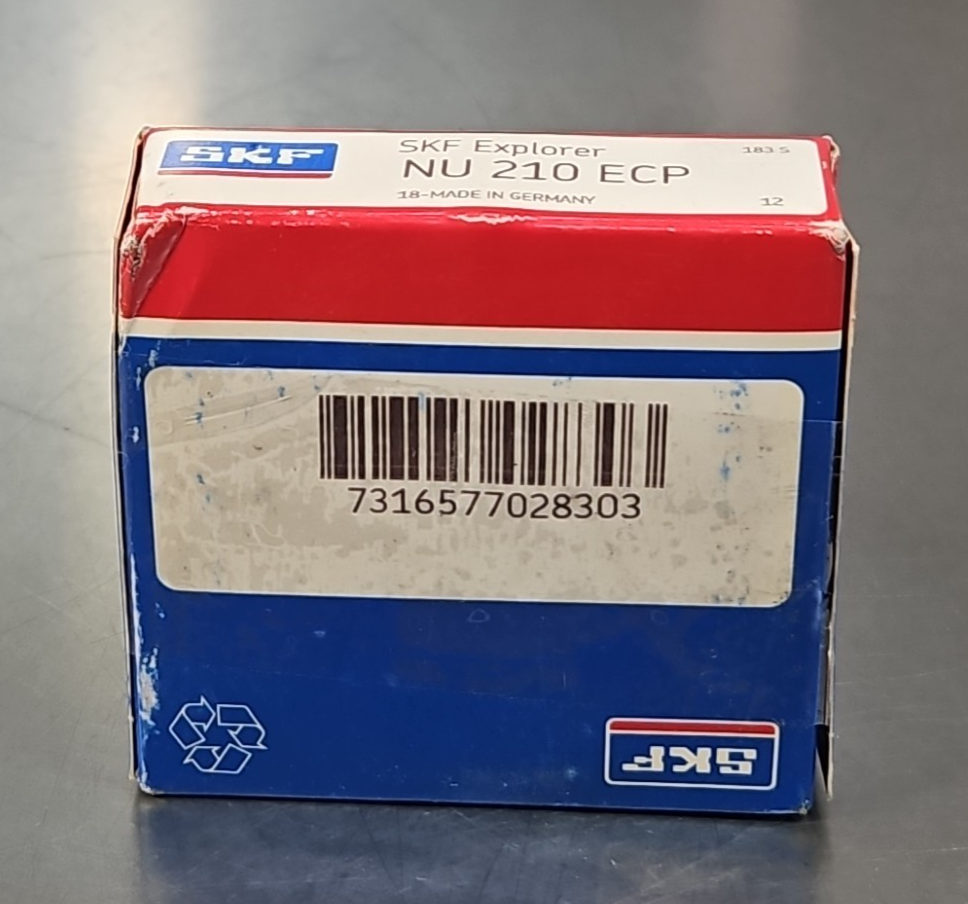 SKF
SKF Explorer
183 S
NU 210 ECP
18-MADE IN GERMANY
12
7316577028303
SKF